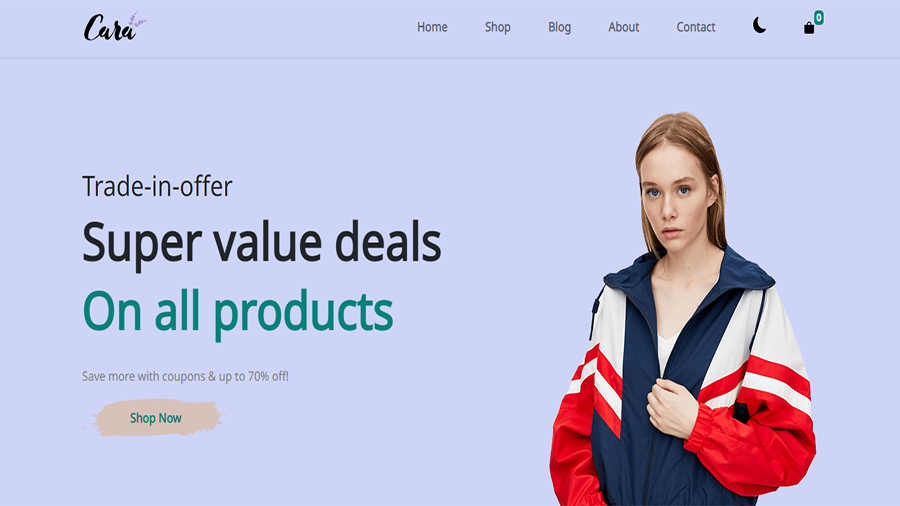 Cara
Home Shop Blog About Contact 0
Trade-in-offer
Super value deals
On all products
Save more with coupons & up to 70% off!
Shop Now